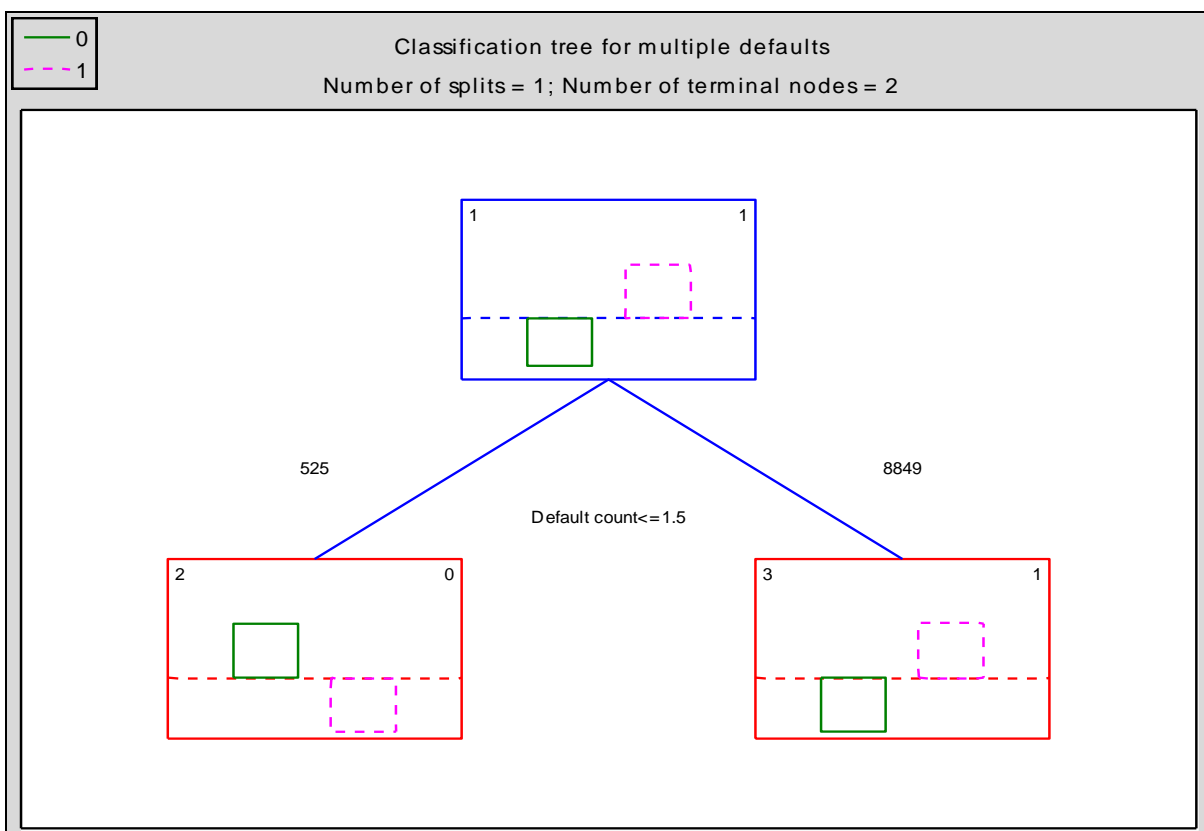 0
1
Classification tree for multiple defaults
Number of splits = 1; Number of terminal nodes = 2
1 1
525 8849
Default count<=1.5
2 0 3 1